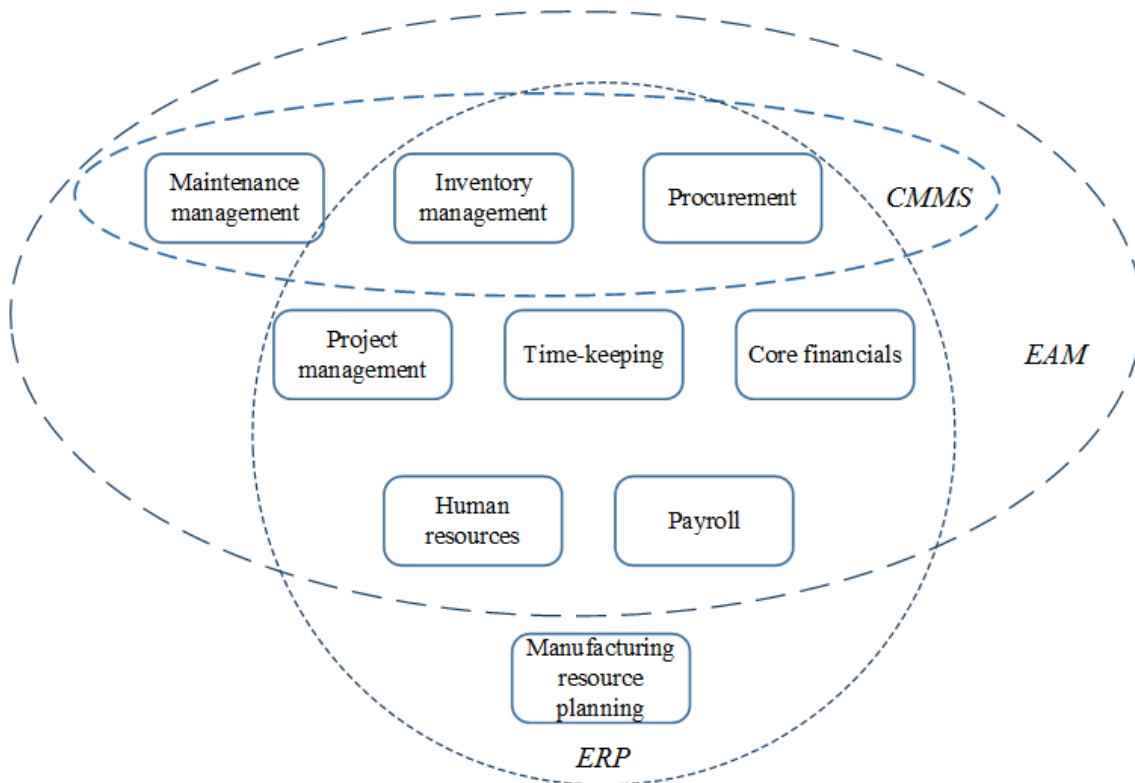 Maintenance
management
Inventory
management
Procurement
CMMS
Project
management
Time-keeping
Core financials
EAM
Human
resources
Payroll
Manufacturing
resource
planning
ERP